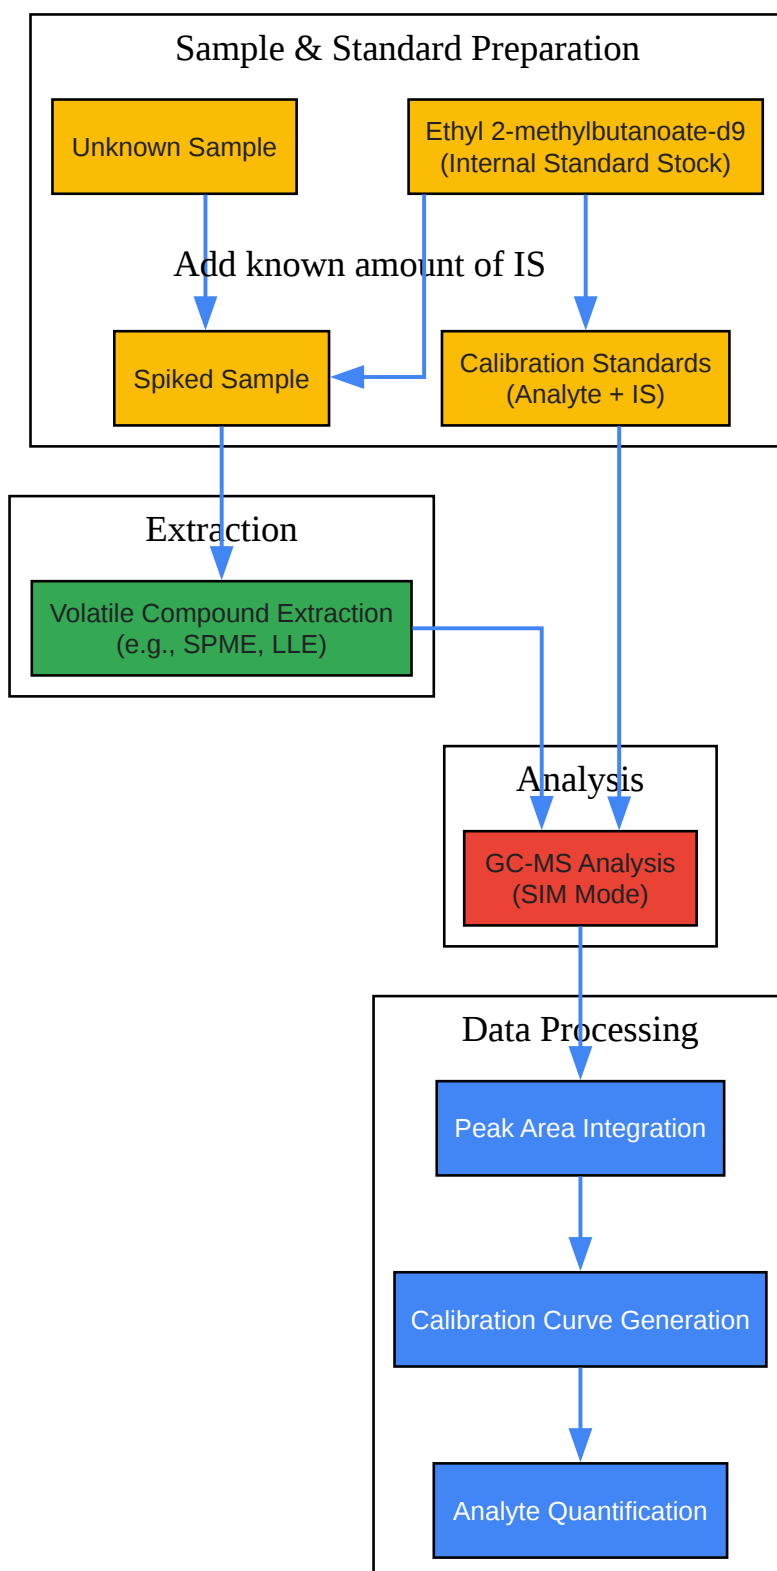 Sample & Standard Preparation
Unknown Sample
Ethyl 2-methylbutanoate-d9
(Internal Standard Stock)
Add known amount of IS
Spiked Sample
Calibration Standards
(Analyte + IS)
Extraction
Volatile Compound Extraction
(e.g., SPME, LLE)
Analysis
GC-MS Analysis
(SIM Mode)
Data Processing
Peak Area Integration
Calibration Curve Generation
Analyte Quantification